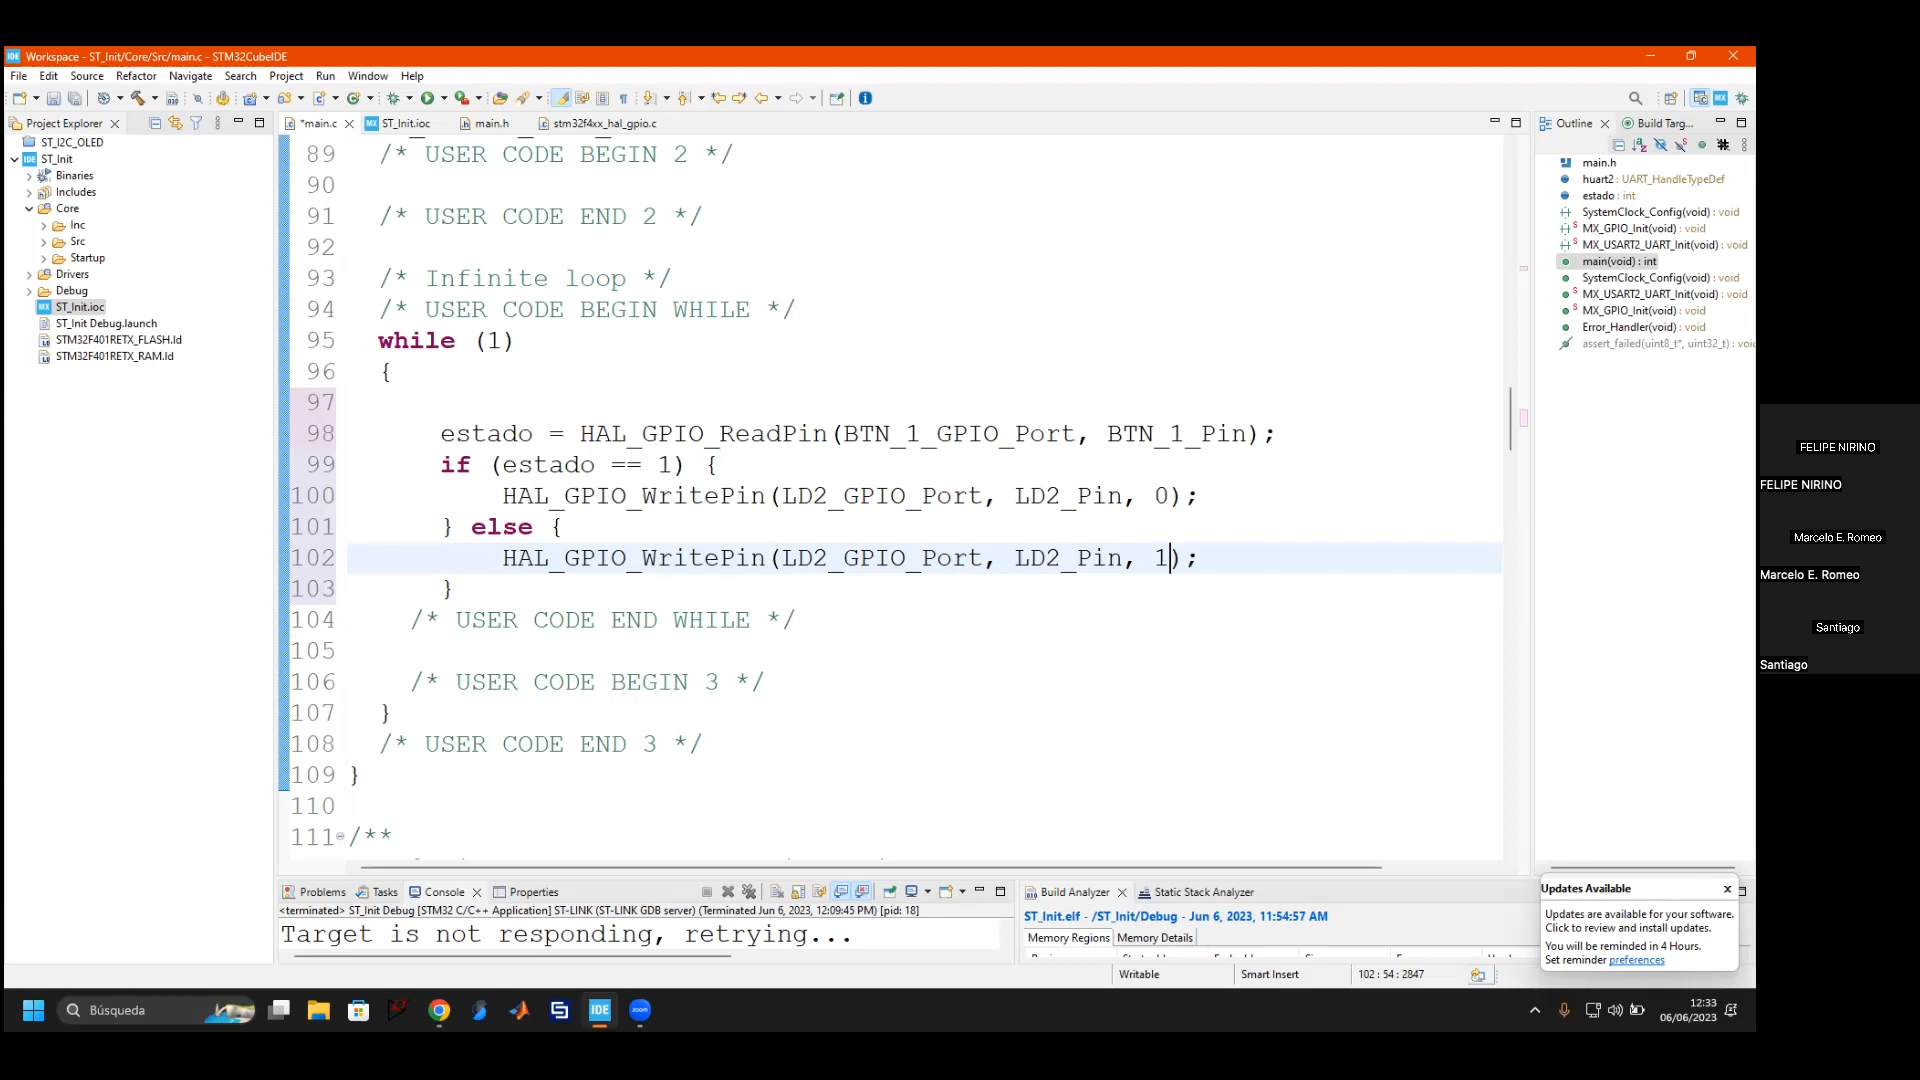 Workspace - ST_Init/Core/Src/main.c - STM32CubeIDE
File Edit Source Refactor Navigate Search Project Run Window Help
Project Explorer
*main.c ST_Init.ioc main.h stm32f4xx_hal_gpio.c
Outline Build Targ...
ST_I2C_OLED
ST_Init
Binaries
Includes
Core
Inc
Src
Startup
Drivers
Debug
ST_Init.ioc
ST_Init Debug.launch
STM32F401RETX_FLASH.ld
STM32F401RETX_RAM.ld
89 /* USER CODE BEGIN 2 */
90
91 /* USER CODE END 2 */
92
93 /* Infinite loop */
94 /* USER CODE BEGIN WHILE */
95 while (1)
96 {
97
98 estado = HAL_GPIO_ReadPin(BTN_1_GPIO_Port, BTN_1_Pin);
99 if (estado == 1) {
100 HAL_GPIO_WritePin(LD2_GPIO_Port, LD2_Pin, 0);
101 } else {
102 HAL_GPIO_WritePin(LD2_GPIO_Port, LD2_Pin, 1);
103 }
104 /* USER CODE END WHILE */
105
106 /* USER CODE BEGIN 3 */
107 }
108 /* USER CODE END 3 */
109 }
110
111 /**
main.h
huart2 : UART_HandleTypeDef
estado : int
SystemClock_Config(void) : void
MX_GPIO_Init(void) : void
MX_USART2_UART_Init(void) : void
main(void) : int
SystemClock_Config(void) : void
MX_USART2_UART_Init(void) : void
MX_GPIO_Init(void) : void
Error_Handler(void) : void
assert_failed(uint8_t*, uint32_t) : voi
FELIPE NIRINO
FELIPE NIRINO
Marcelo E. Romeo
Marcelo E. Romeo
Santiago
Santiago
Problems Tasks Console Properties
<terminated> ST_Init Debug [STM32 C/C++ Application] ST-LINK (ST-LINK GDB server) (Terminated Jun 6, 2023, 12:09:45 PM) [pid: 18]
Target is not responding, retrying...
Build Analyzer Static Stack Analyzer
ST_Init.elf - /ST_Init/Debug - Jun 6, 2023, 11:54:57 AM
Memory Regions Memory Details
Updates Available
Updates are available for your software.
Click to review and install updates.
You will be reminded in 4 Hours.
Set reminder preferences
Writable Smart Insert 102 : 54 : 2847
Búsqueda
IDE
zoom
12:33
06/06/2023